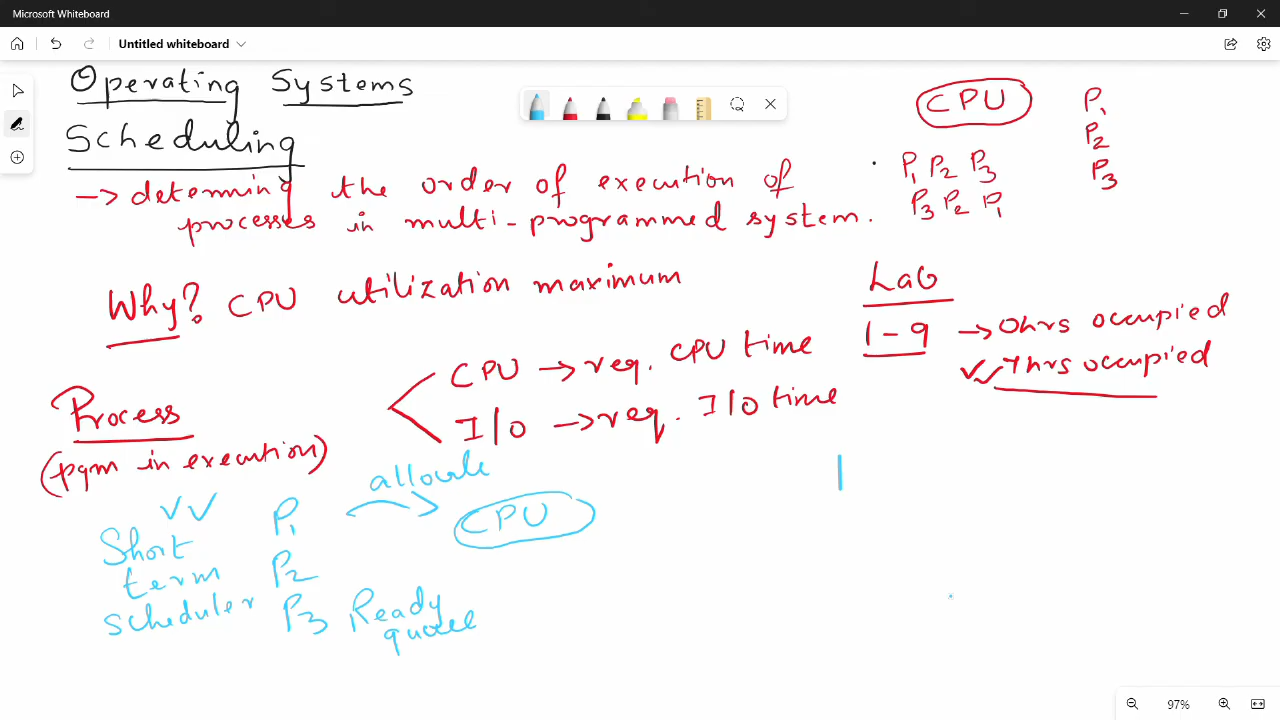 Microsoft Whiteboard
Untitled whiteboard
Operating Systems
Scheduling
→ determining the order of execution of
processes in multi-programmed system.
CPU
P1
P2
P3
P1 P2 P3
P3 P2 P1
Why? CPU utilization maximum
Lab
1-9 → 0hrs occupied
7hrs occupied
Process
(pgm in execution)
CPU → req. CPU time
I/O → req. I/O time
allocate
Short
term
scheduler
P1
P2
P3
CPU
Ready
97%